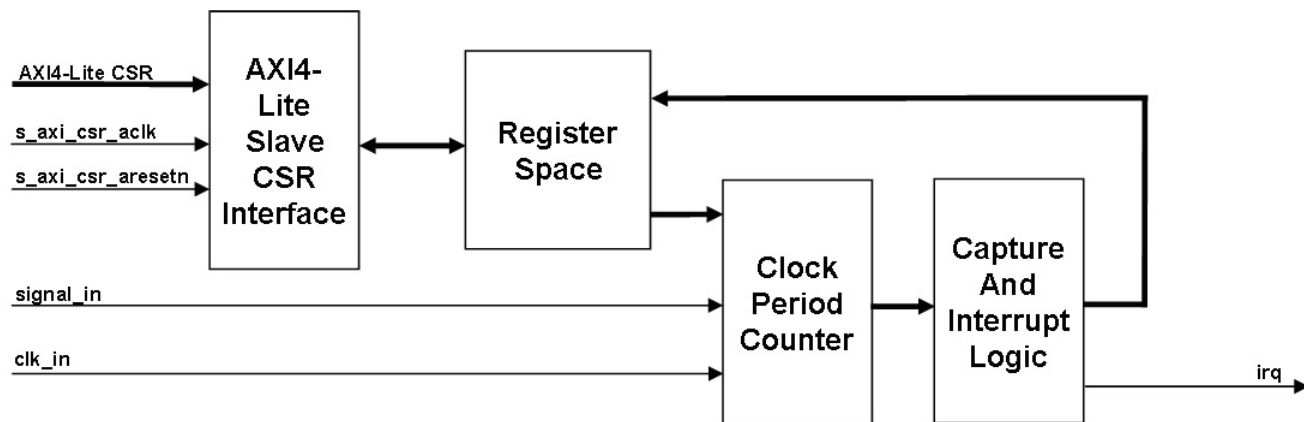 AXI4-Lite CSR
s_axi_csr_aclk
s_axi_csr_aresetn
AXI4-
Lite
Slave
CSR
Interface
Register
Space
signal_in
clk_in
Clock
Period
Counter
Capture
And
Interrupt
Logic
irq